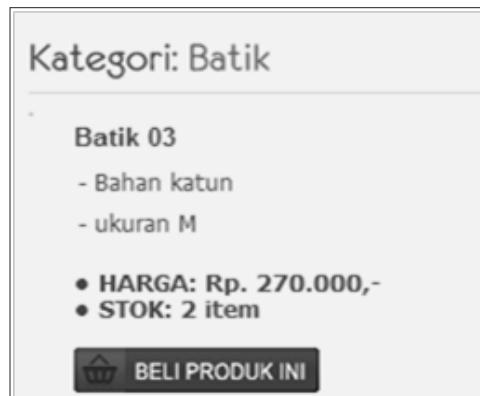 Kategori: Batik
Batik 03
- Bahan katun
- ukuran M
● HARGA: Rp. 270.000,-
● STOK: 2 item
BELI PRODUK INI